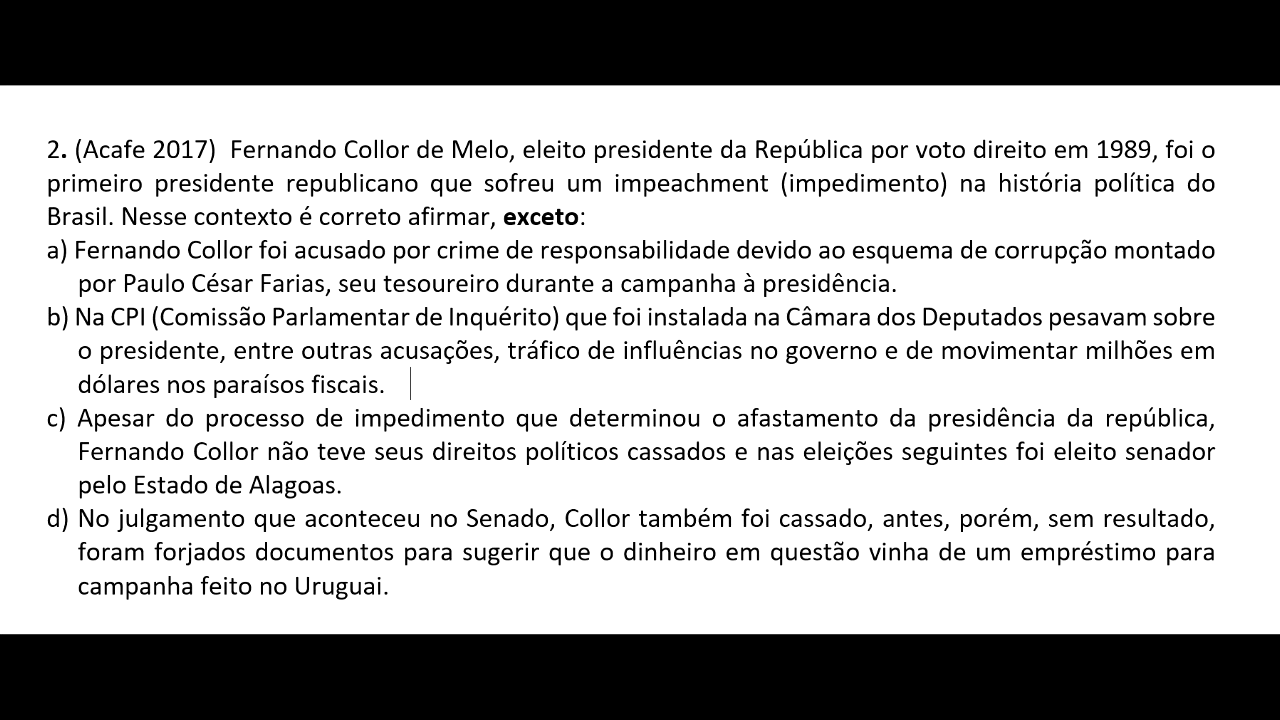 2. (Acafe 2017)  Fernando Collor de Melo, eleito presidente da República por voto direito em 1989, foi o
primeiro presidente republicano que sofreu um impeachment (impedimento) na história política do
Brasil. Nesse contexto é correto afirmar, exceto:
a) Fernando Collor foi acusado por crime de responsabilidade devido ao esquema de corrupção montado
por Paulo César Farias, seu tesoureiro durante a campanha à presidência.
b) Na CPI (Comissão Parlamentar de Inquérito) que foi instalada na Câmara dos Deputados pesavam sobre
o presidente, entre outras acusações, tráfico de influências no governo e de movimentar milhões em
dólares nos paraísos fiscais.
c) Apesar do processo de impedimento que determinou o afastamento da presidência da república,
Fernando Collor não teve seus direitos políticos cassados e nas eleições seguintes foi eleito senador
pelo Estado de Alagoas.
d) No julgamento que aconteceu no Senado, Collor também foi cassado, antes, porém, sem resultado,
foram forjados documentos para sugerir que o dinheiro em questão vinha de um empréstimo para
campanha feito no Uruguai.